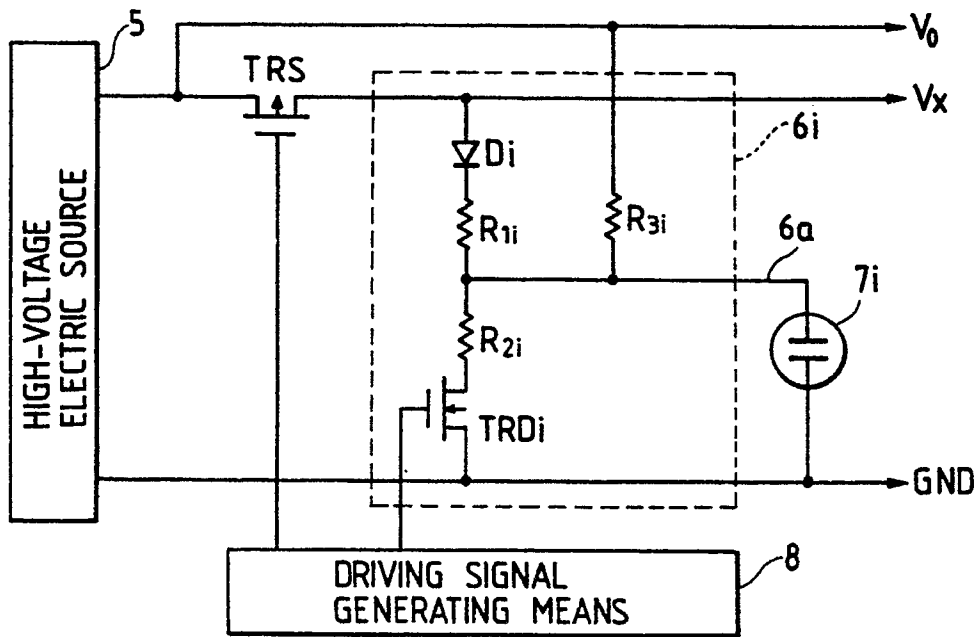 5
V₀
TRS
Vx
6i
Di
R₁ᵢ
R₃ᵢ
6a
7i
HIGH-VOLTAGE
ELECTRIC SOURCE
R₂ᵢ
TRDi
GND
8
DRIVING SIGNAL
GENERATING MEANS